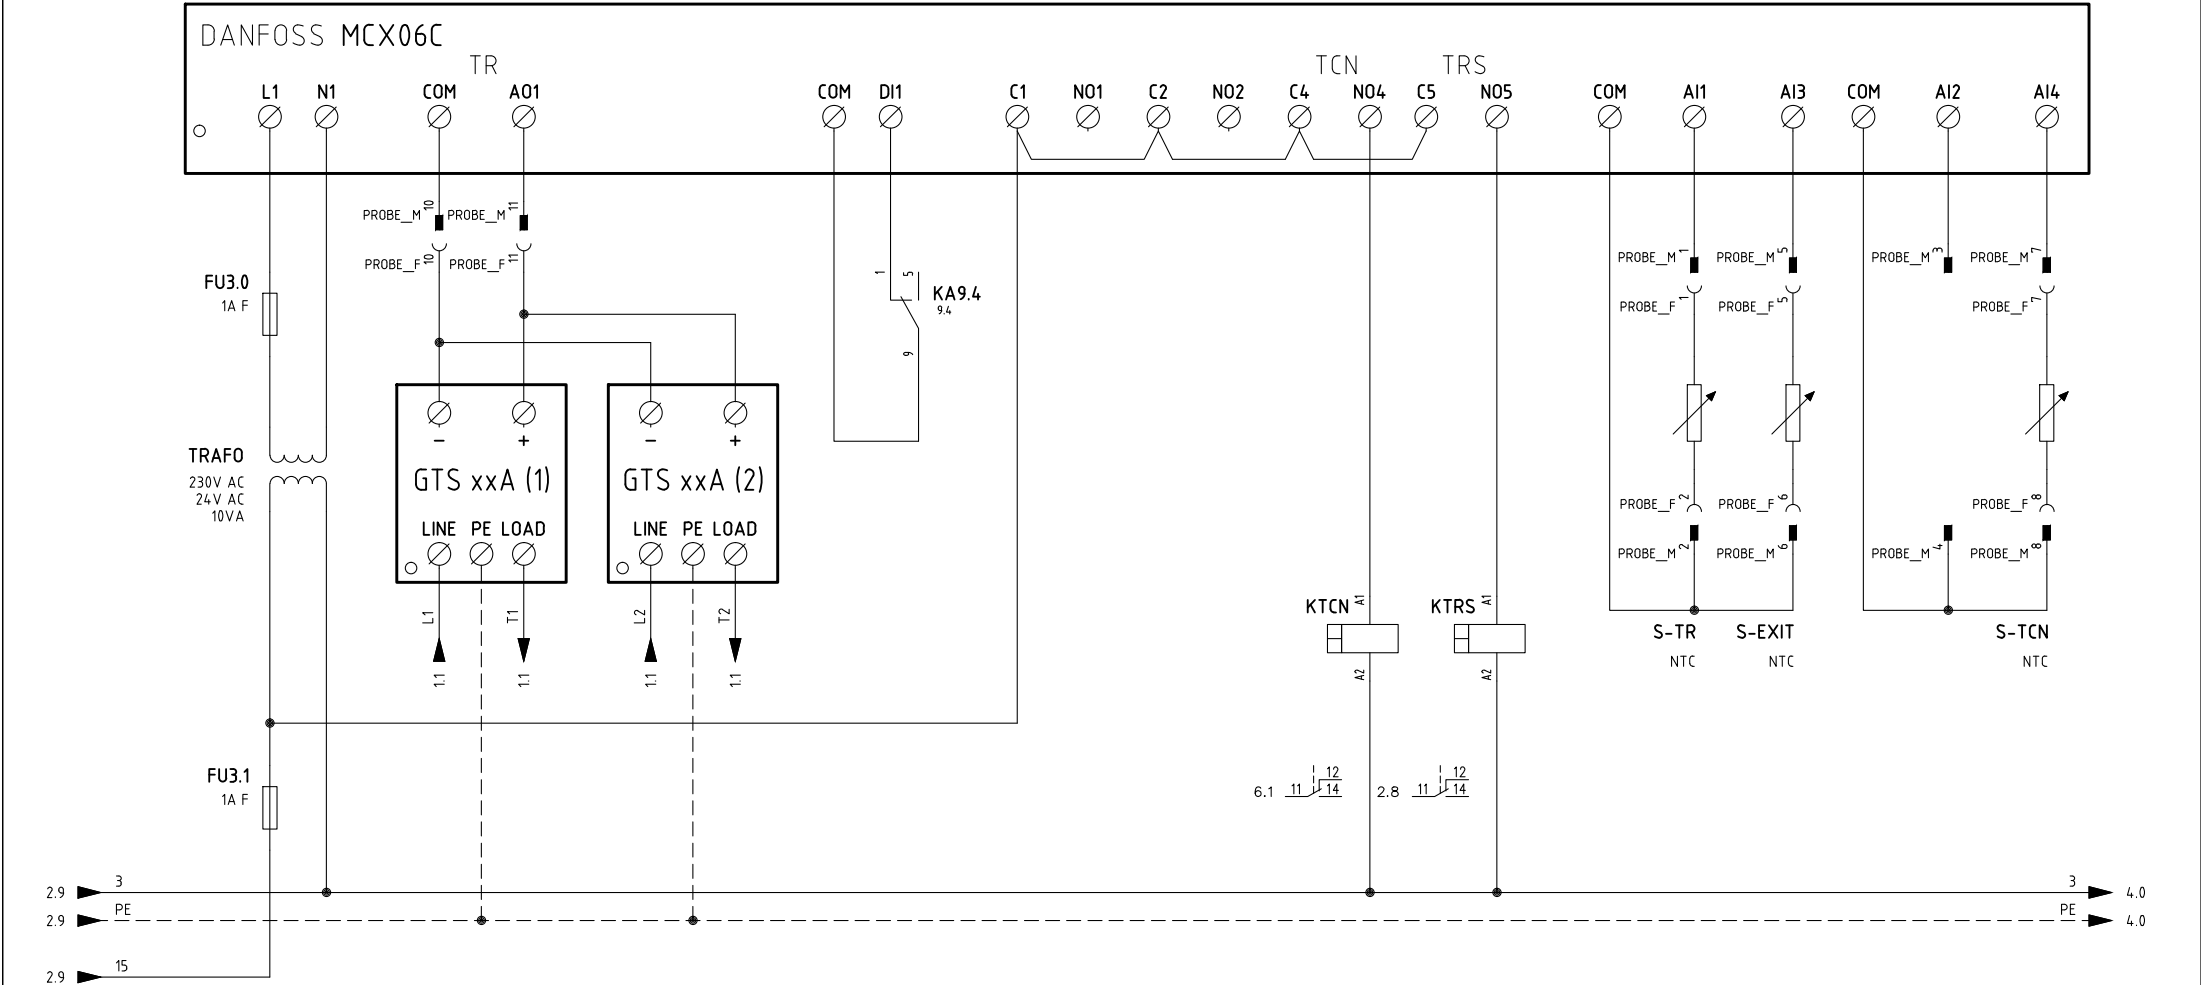 DANFOSS MCX06C
TR TCN TRS
L1 N1 COM AO1 COM DI1 C1 NO1 C2 NO2 C4 NO4 C5 NO5 COM AI1 AI3 COM AI2 AI4
PROBE_M 10 PROBE_M 11
PROBE_F 10 PROBE_F 11
PROBE_M 1 PROBE_M 5 PROBE_M 3 PROBE_M 7
PROBE_F 1 PROBE_F 5 PROBE_F 7
FU3.0
1A F
1 5
KA9.4
9.4
9
- + - +
TRAFO
230V AC
24V AC
10VA
GTS xxA (1) GTS xxA (2)
LINE PE LOAD LINE PE LOAD
PROBE_F 2 PROBE_F 6 PROBE_F 8
PROBE_M 2 PROBE_M 6 PROBE_M 4 PROBE_M 8
L1 T1 L2 T2
1.1 1.1 1.1 1.1
KTCN A1 KTRS A1
A2 A2
S-TR S-EXIT S-TCN
NTC NTC NTC
FU3.1
1A F
6.1 11 12 14 2.8 11 12 14
2.9 3 3 4.0
2.9 PE PE 4.0
2.9 15